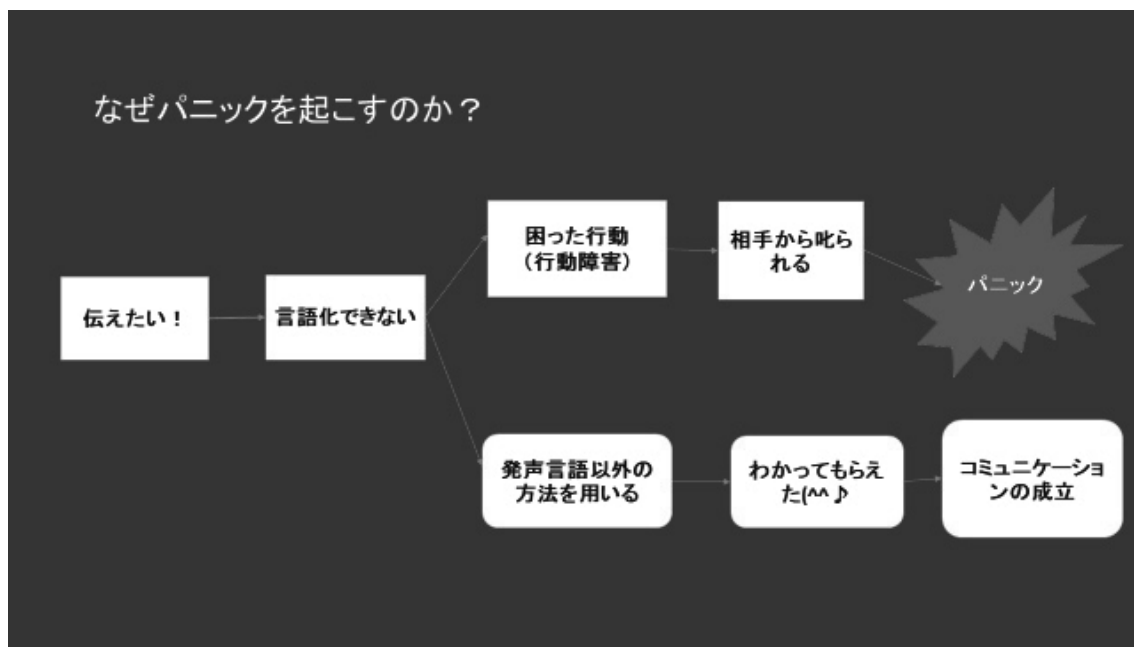 なぜパニックを起こすのか？
伝えたい！
言語化できない
困った行動
（行動障害）
相手から叱ら
れる
パニック
発声言語以外の
方法を用いる
わかってもらえ
た(^^♪
コミュニケーショ
ンの成立